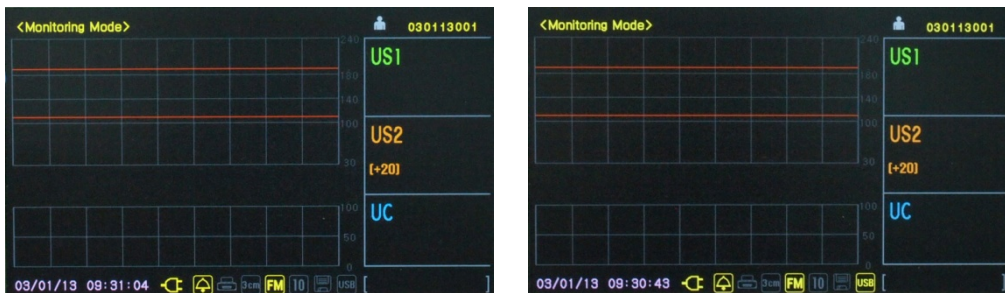 <Monitoring Mode> 030113001
240
US1
180
140
100
US2
30
[+20]
100
UC
50
0
03/01/13 09:31:04 3cm FM 10 USB [ ]
<Monitoring Mode> 030113001
240
US1
180
140
100
US2
30
[+20]
100
UC
50
0
03/01/13 09:30:43 3cm FM 10 USB [